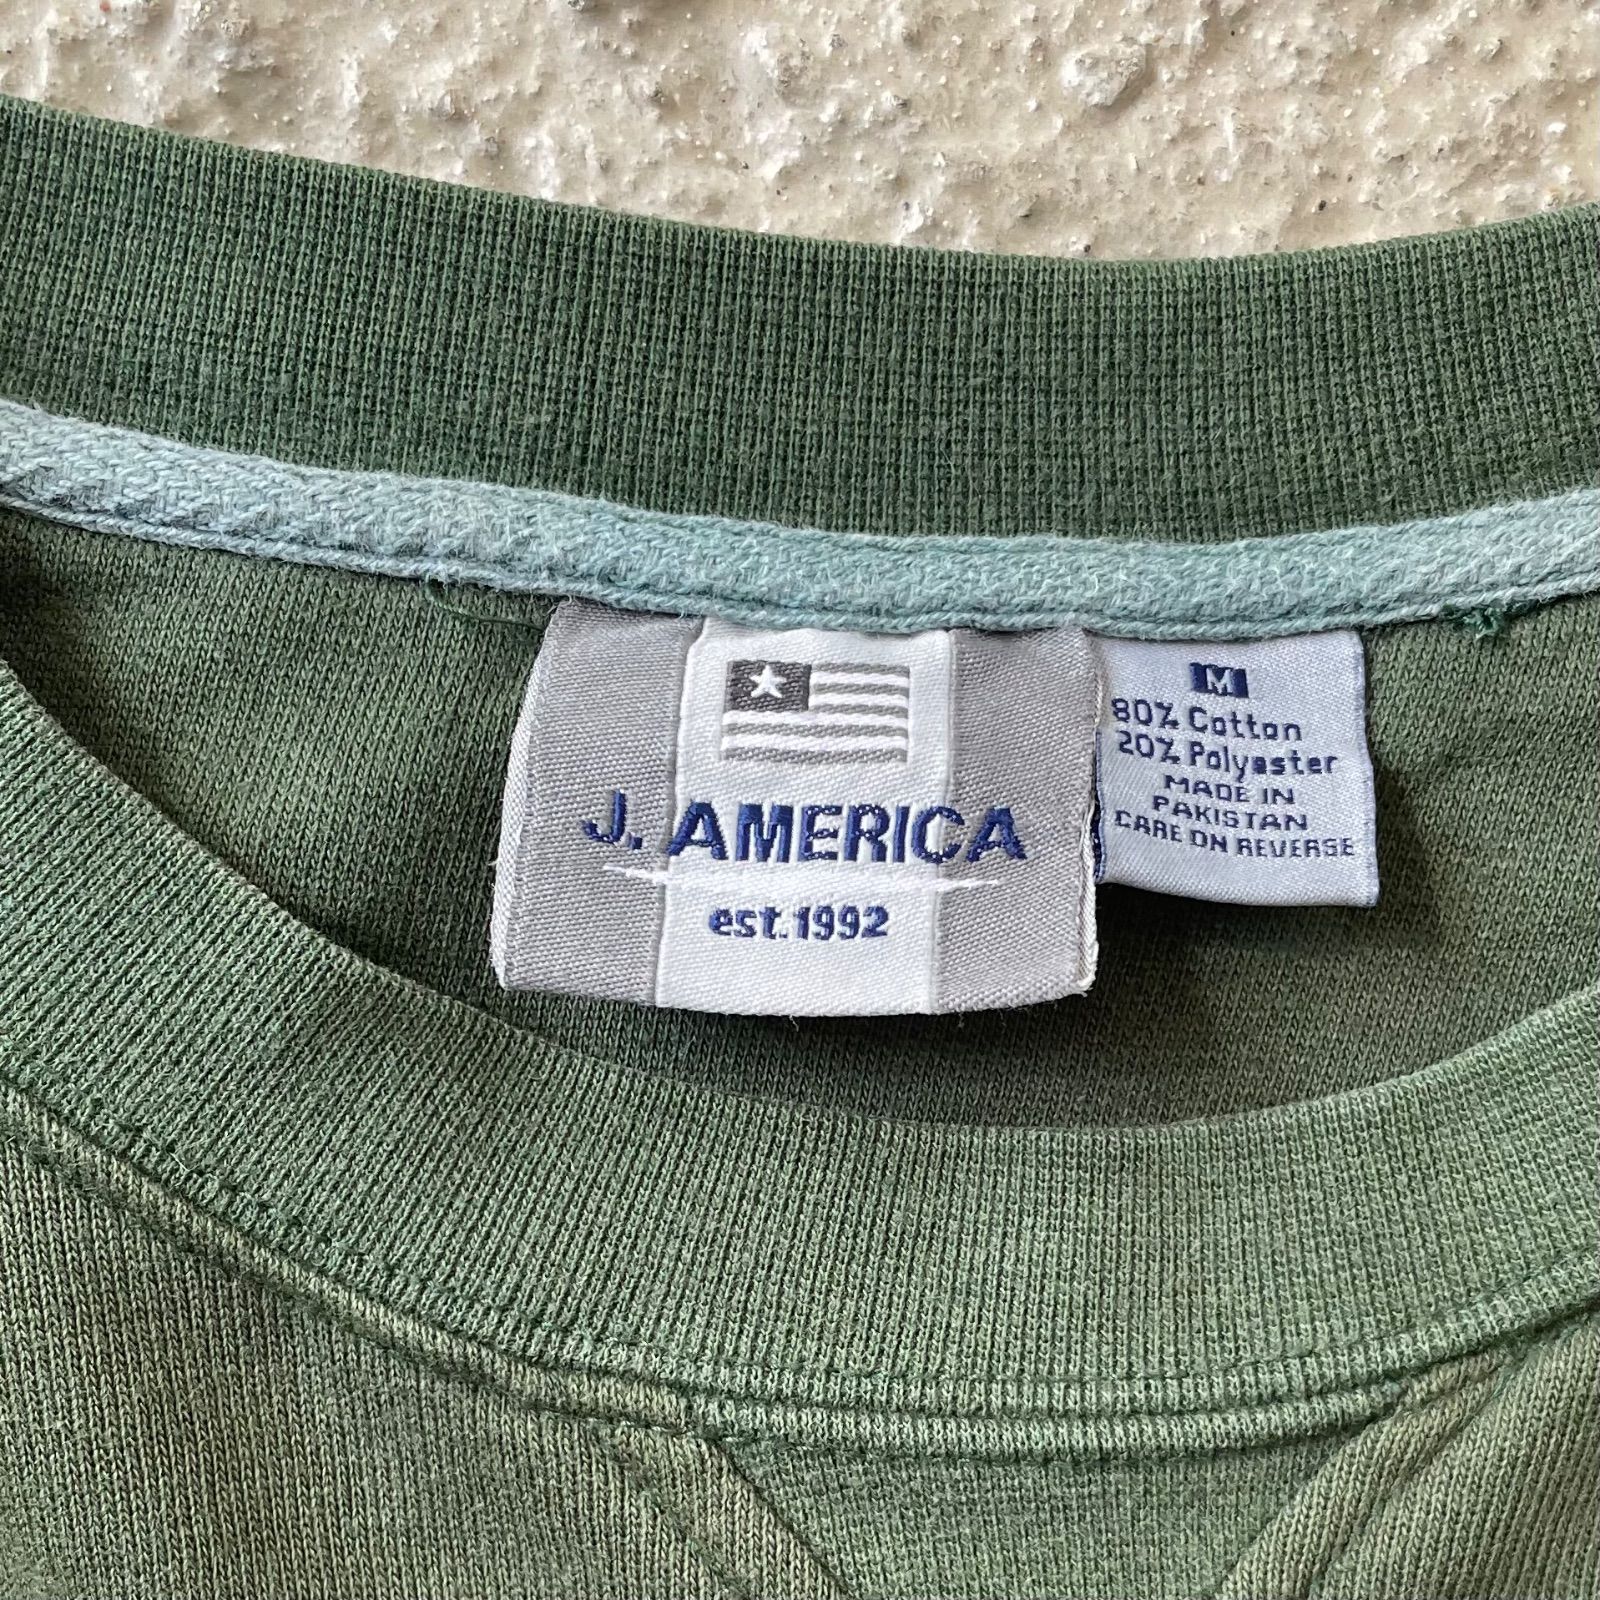 J. AMERICA
est. 1992
M
80% Cotton
20% Polyester
MADE IN
PAKISTAN
CARE ON REVERSE